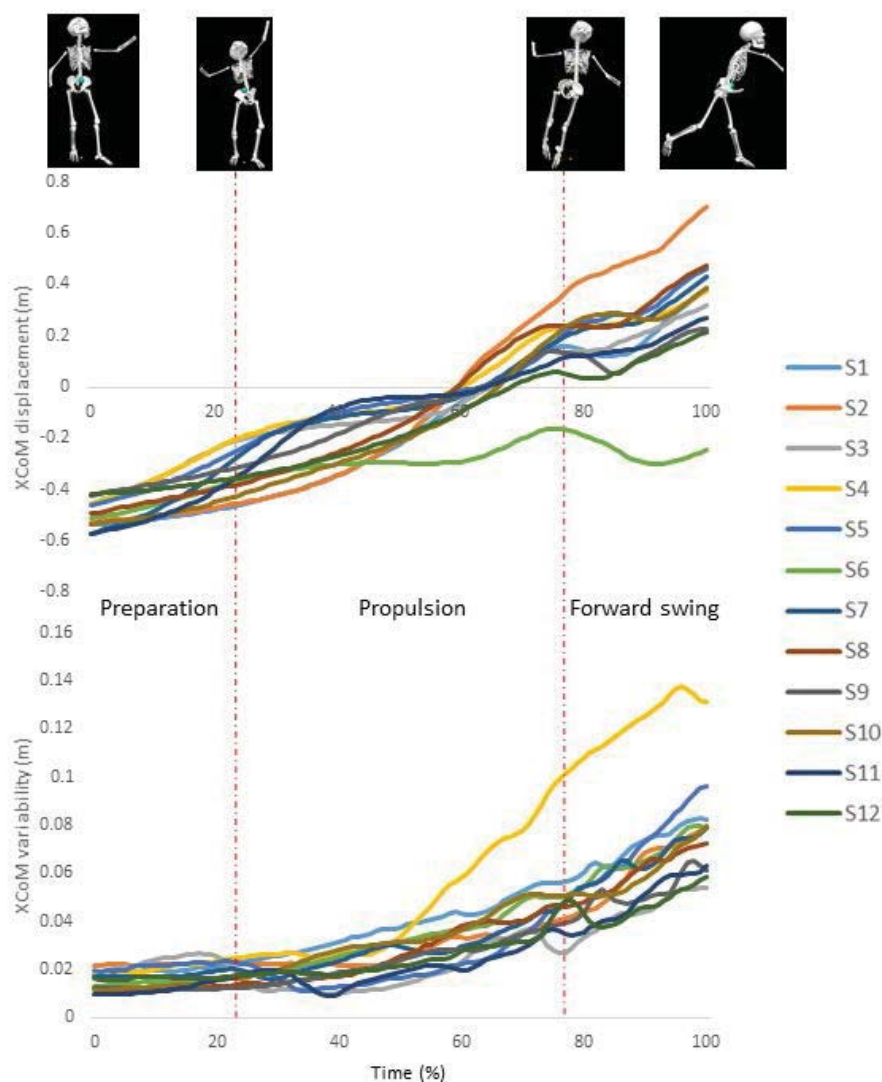 0.8
0.6
0.4
0.2
0
-0.2
-0.4
-0.6
-0.8
XCoM displacement (m)
0 20 40 60 80 100
Preparation Propulsion Forward swing
0.16
0.14
0.12
0.1
0.08
0.06
0.04
0.02
0
XCoM variability (m)
0 20 40 60 80 100
Time (%)
S1
S2
S3
S4
S5
S6
S7
S8
S9
S10
S11
S12